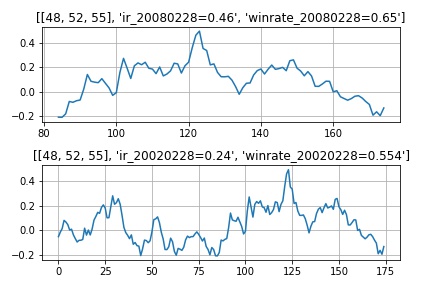 [[48, 52, 55], 'ir_20080228=0.46', 'winrate_20080228=0.65']
0.4
0.2
0.0
−0.2
80 100 120 140 160
[[48, 52, 55], 'ir_20020228=0.24', 'winrate_20020228=0.554']
0.4
0.2
0.0
−0.2
0 25 50 75 100 125 150 175